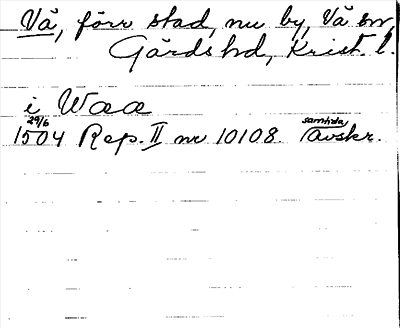 Vä, förr stad, nu by, Vä sn,
Gärds hd, Krist. l.
i Waa
29/6
1504 Rep. II nr 10108 samtida avskr.